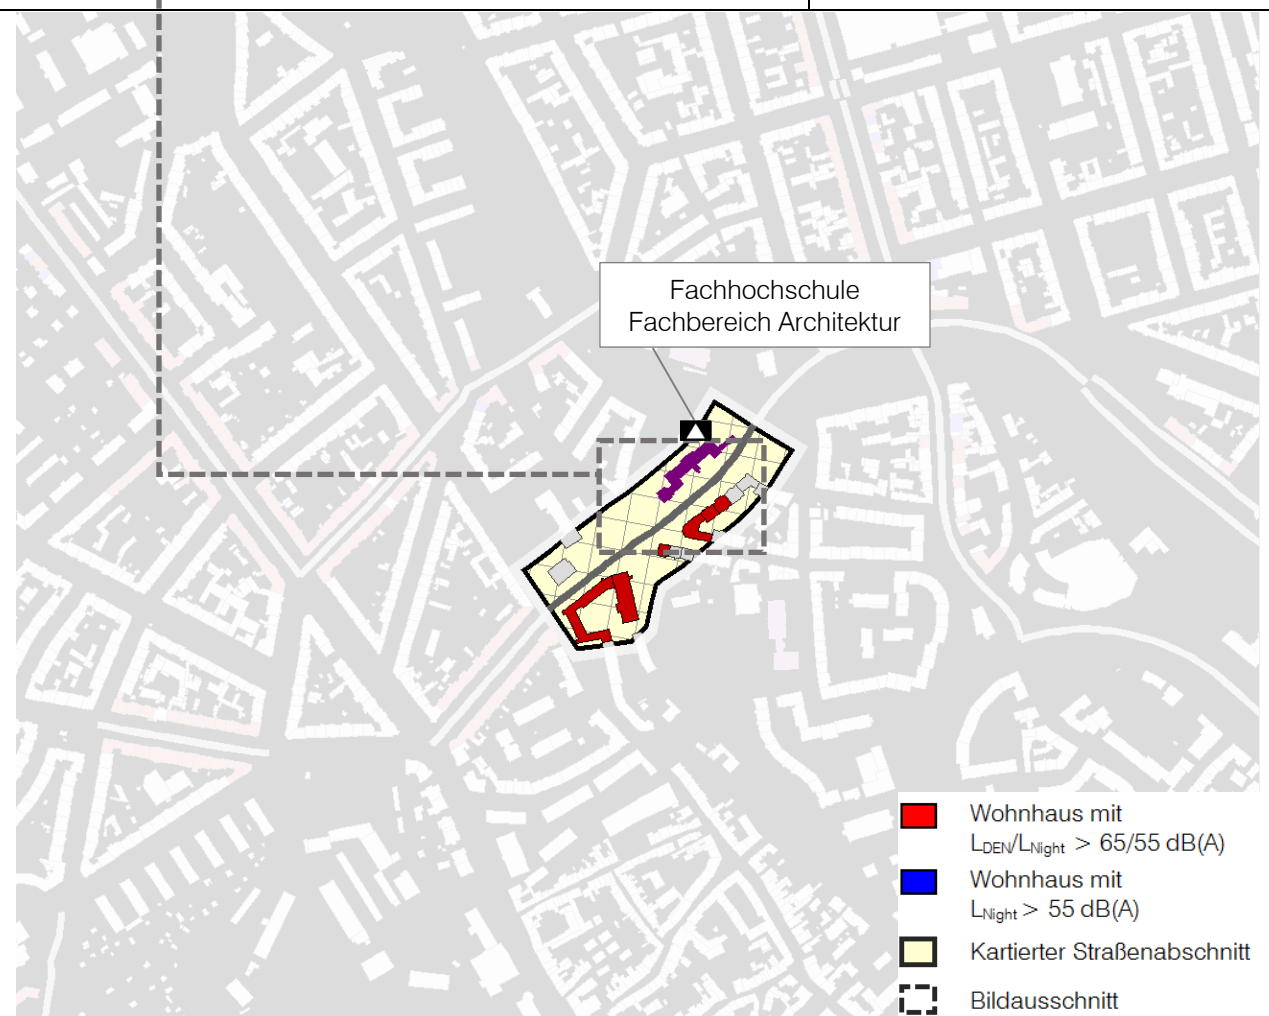 Fachhochschule
Fachbereich Architektur
Wohnhaus mit
LDEN/LNight > 65/55 dB(A)
Wohnhaus mit
LNight > 55 dB(A)
Kartierter Straßenabschnitt
Bildausschnitt